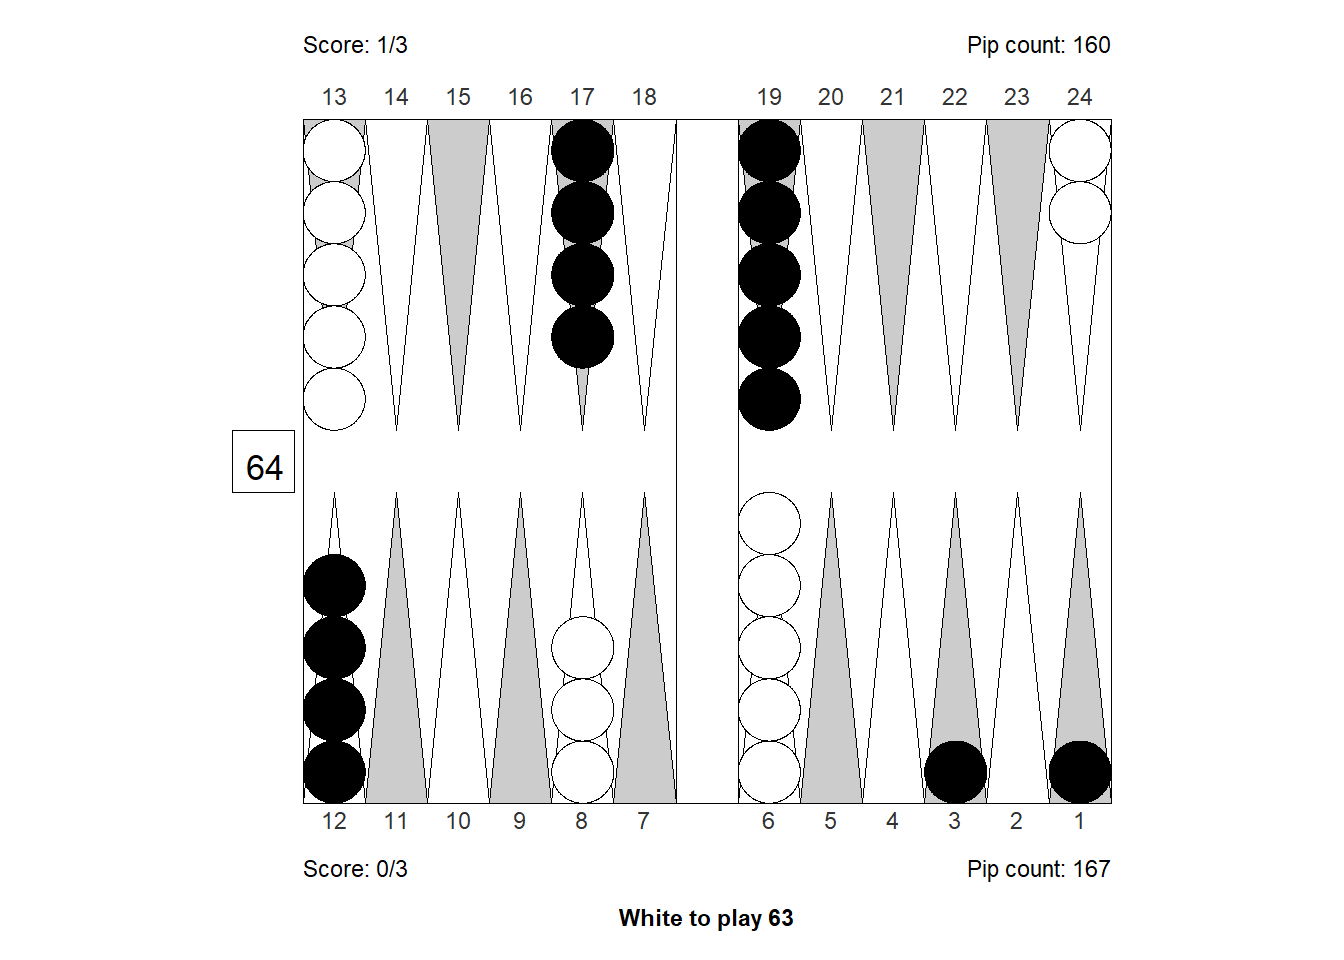 Score: 1/3 Pip count: 160
13 14 15 16 17 18 19 20 21 22 23 24
64
12 11 10 9 8 7 6 5 4 3 2 1
Score: 0/3 Pip count: 167
White to play 63